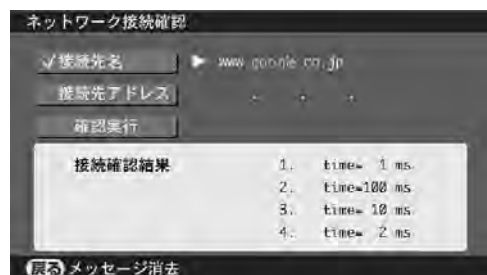 ネットワーク接続確認
✓接続先名 ▶ www.google.co.jp
接続先アドレス . . .
確認実行
接続確認結果 1. time= 1 ms
2. time=100 ms
3. time= 10 ms
4. time= 2 ms
戻る メッセージ消去